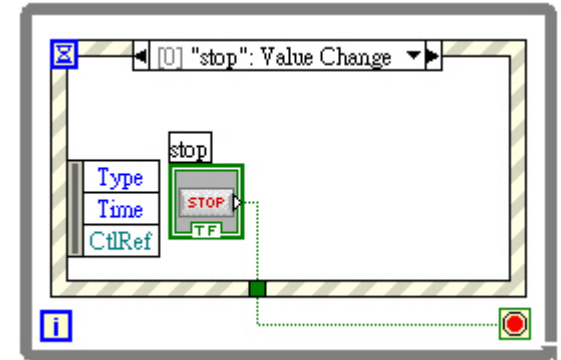 [0] "stop": Value Change
stop
Type
Time
CtlRef
STOP
TF
i